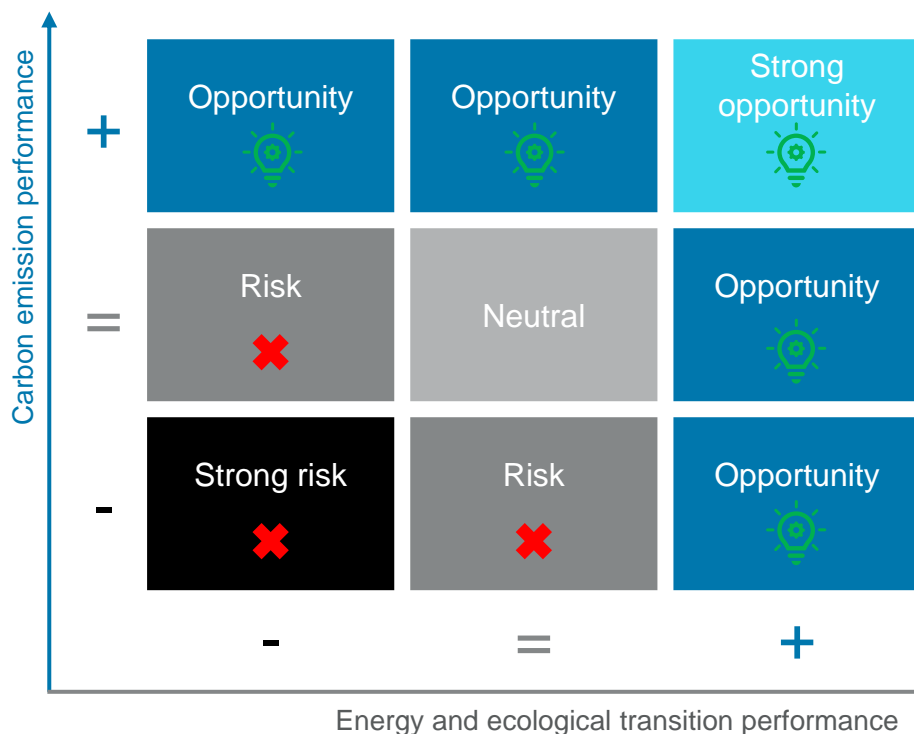 Carbon emission performance
+
Opportunity
Opportunity
Strong
opportunity
=
Risk
Neutral
Opportunity
-
Strong risk
Risk
Opportunity
-
=
+
Energy and ecological transition performance